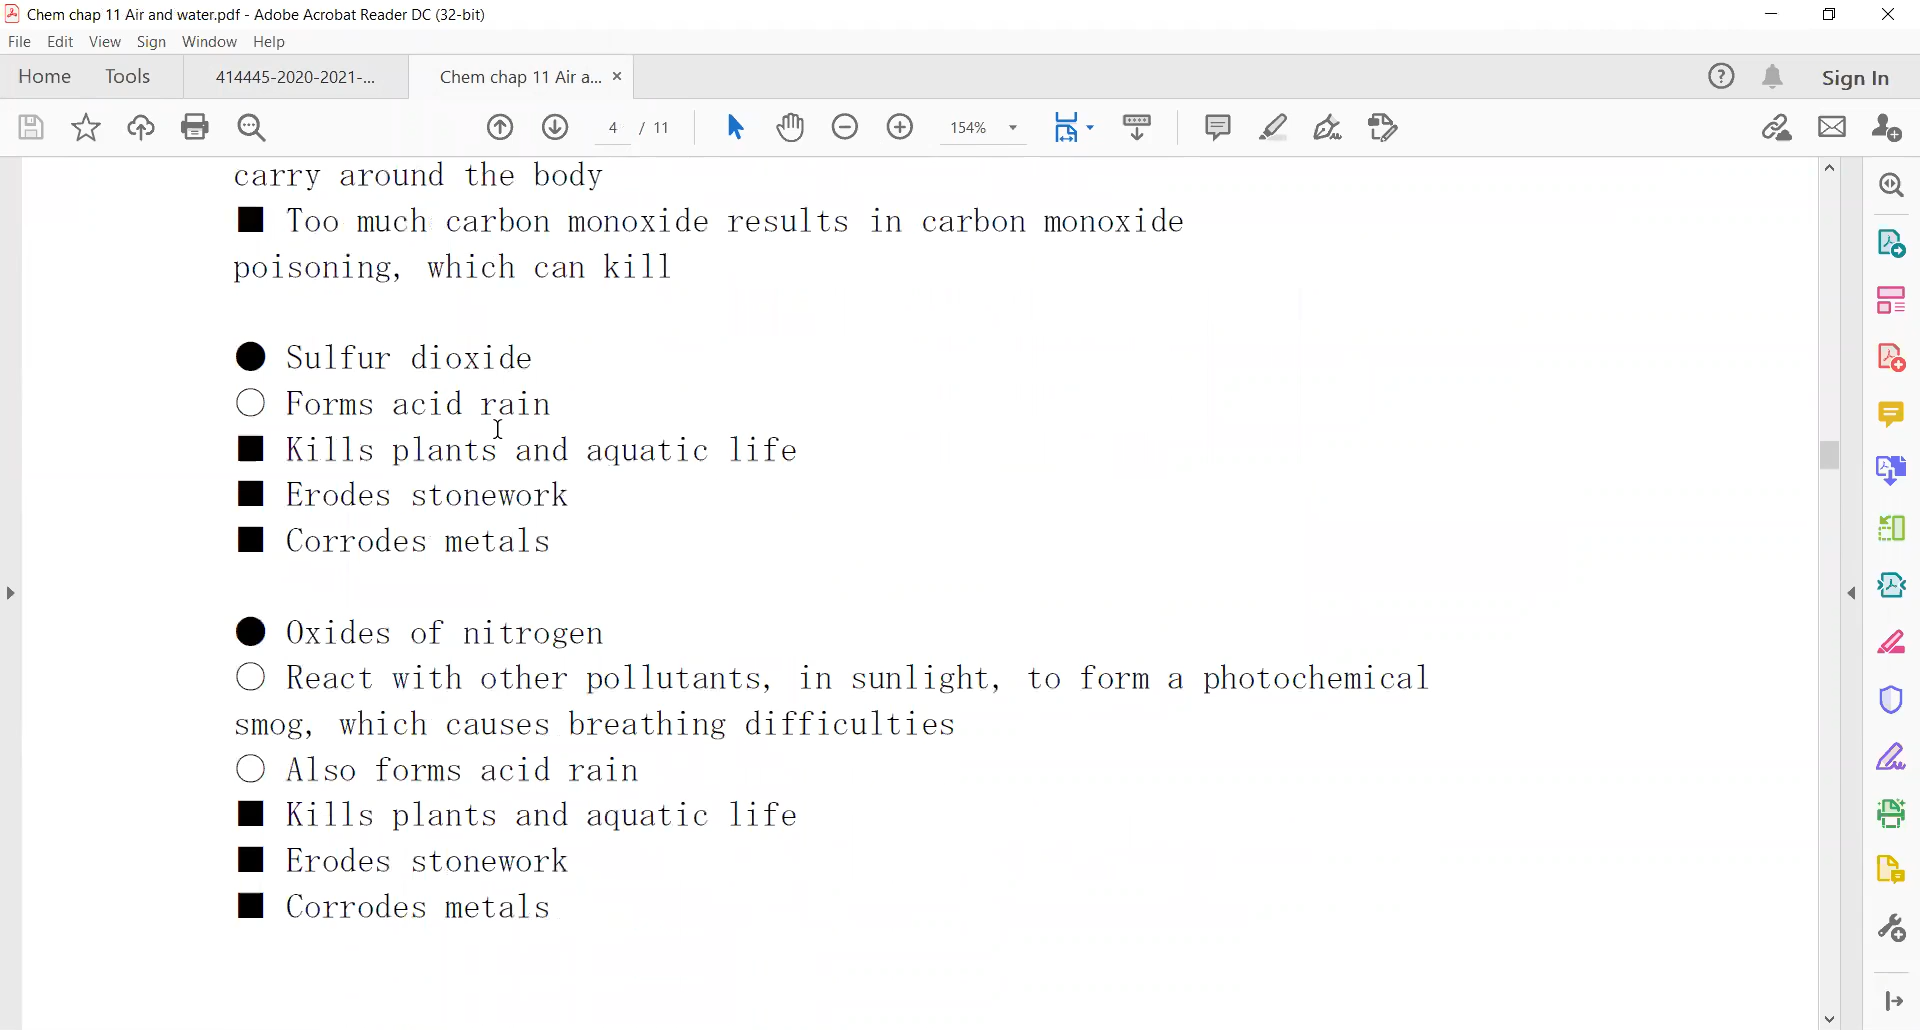 Chem chap 11 Air and water.pdf - Adobe Acrobat Reader DC (32-bit)
File Edit View Sign Window Help
Home Tools 414445-2020-2021-... Chem chap 11 Air a... × Sign In
4 / 11 154%
carry around the body
■ Too much carbon monoxide results in carbon monoxide
poisoning, which can kill
● Sulfur dioxide
○ Forms acid rain
■ Kills plants and aquatic life
■ Erodes stonework
■ Corrodes metals
● Oxides of nitrogen
○ React with other pollutants, in sunlight, to form a photochemical
smog, which causes breathing difficulties
○ Also forms acid rain
■ Kills plants and aquatic life
■ Erodes stonework
■ Corrodes metals